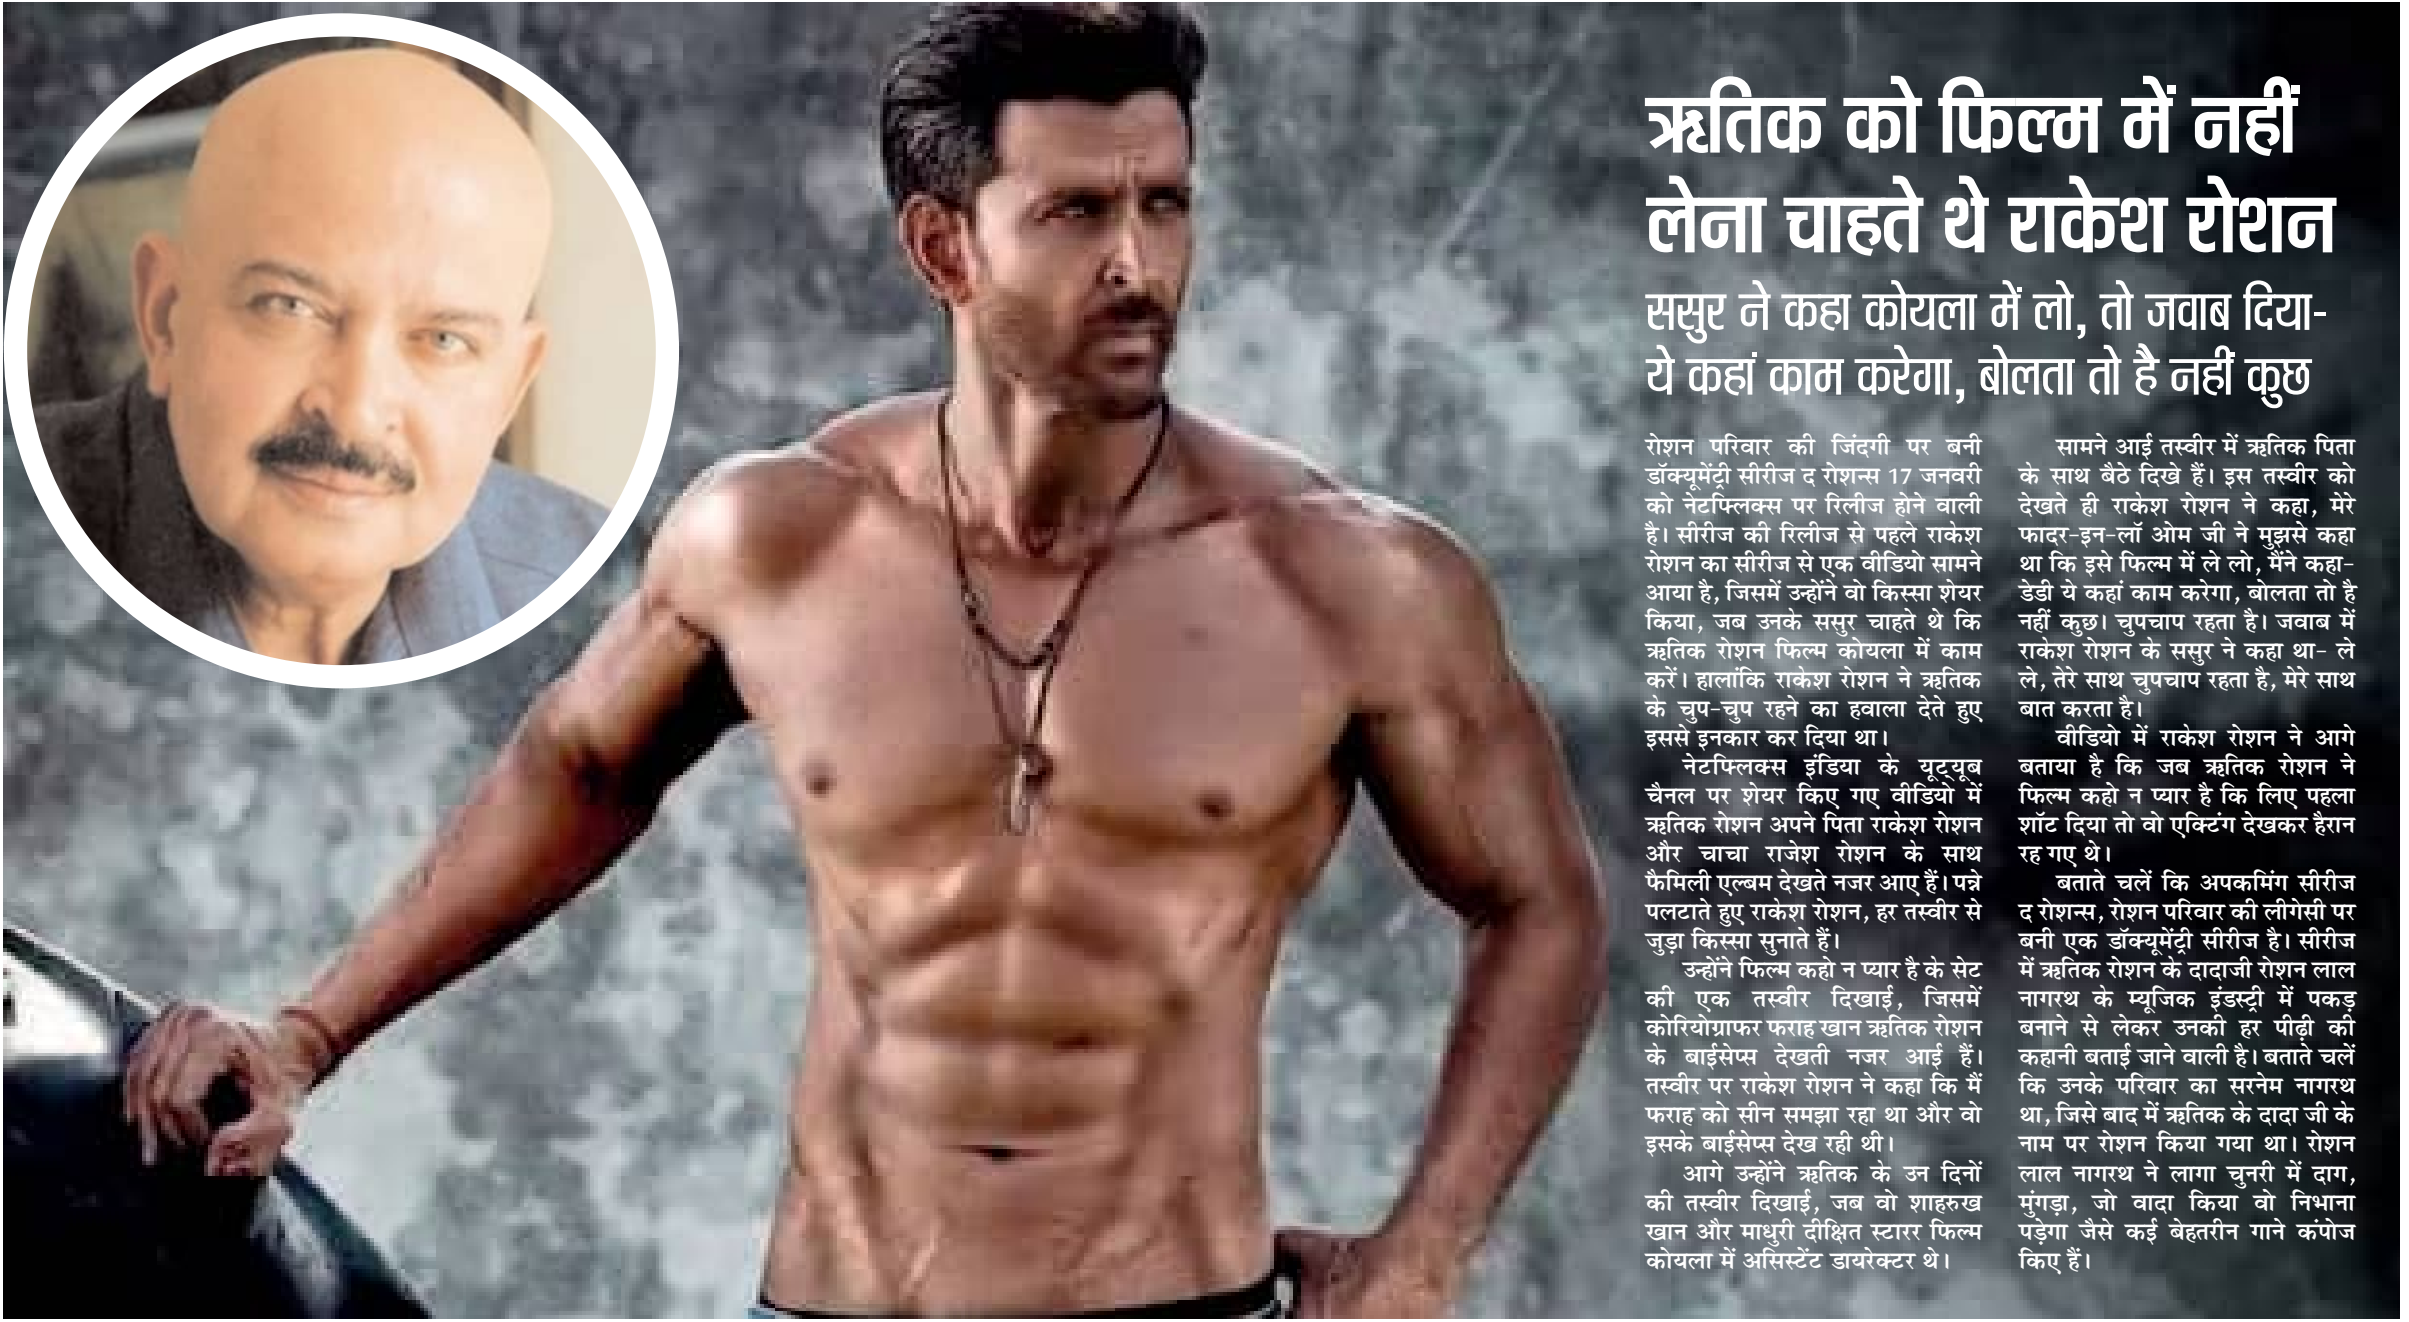 ऋतिक को फिल्म में नहीं
लेना चाहते थे राकेश रोशन
ससुर ने कहा कोयला में लो, तो जवाब दिया-
ये कहां काम करेगा, बोलता तो है नहीं कुछ
रोशन परिवार की जिंदगी पर बनी
डॉक्यूमेंट्री सीरीज द रोशन्स 17 जनवरी
को नेटफ्लिक्स पर रिलीज होने वाली
है। सीरीज की रिलीज से पहले राकेश
रोशन का सीरीज से एक वीडियो सामने
आया है, जिसमें उन्होंने वो किस्सा शेयर
किया, जब उनके ससुर चाहते थे कि
ऋतिक रोशन फिल्म कोयला में काम
करें। हालांकि राकेश रोशन ने ऋतिक
के चुप-चुप रहने का हवाला देते हुए
इससे इनकार कर दिया था।
नेटफ्लिक्स इंडिया के यूट्यूब
चैनल पर शेयर किए गए वीडियो में
ऋतिक रोशन अपने पिता राकेश रोशन
और चाचा राजेश रोशन के साथ
फैमिली एल्बम देखते नजर आए हैं। पन्ने
पलटाते हुए राकेश रोशन, हर तस्वीर से
जुड़ा किस्सा सुनाते हैं।
उन्होंने फिल्म कहो न प्यार है के सेट
की एक तस्वीर दिखाई, जिसमें
कोरियोग्राफर फराह खान ऋतिक रोशन
के बाईसेप्स देखती नजर आई हैं।
तस्वीर पर राकेश रोशन ने कहा कि मैं
फराह को सीन समझा रहा था और वो
इसके बाईसेप्स देख रही थी।
आगे उन्होंने ऋतिक के उन दिनों
की तस्वीर दिखाई, जब वो शाहरुख
खान और माधुरी दीक्षित स्टारर फिल्म
कोयला में असिस्टेंट डायरेक्टर थे।
सामने आई तस्वीर में ऋतिक पिता
के साथ बैठे दिखे हैं। इस तस्वीर को
देखते ही राकेश रोशन ने कहा, मेरे
फादर-इन-लॉ ओम जी ने मुझसे कहा
था कि इसे फिल्म में ले लो, मैंने कहा-
डेडी ये कहां काम करेगा, बोलता तो है
नहीं कुछ। चुपचाप रहता है। जवाब में
राकेश रोशन के ससुर ने कहा था- ले
ले, तेरे साथ चुपचाप रहता है, मेरे साथ
बात करता है।
वीडियो में राकेश रोशन ने आगे
बताया है कि जब ऋतिक रोशन ने
फिल्म कहो न प्यार है कि लिए पहला
शॉट दिया तो वो एक्टिंग देखकर हैरान
रह गए थे।
बताते चलें कि अपकमिंग सीरीज
द रोशन्स, रोशन परिवार की लीगेसी पर
बनी एक डॉक्यूमेंट्री सीरीज है। सीरीज
में ऋतिक रोशन के दादाजी रोशन लाल
नागरथ के म्यूजिक इंडस्ट्री में पकड़
बनाने से लेकर उनकी हर पीढ़ी की
कहानी बताई जाने वाली है। बताते चलें
कि उनके परिवार का सरनेम नागरथ
था, जिसे बाद में ऋतिक के दादा जी के
नाम पर रोशन किया गया था। रोशन
लाल नागरथ ने लागा चुनरी में दाग,
मुंगड़ा, जो वादा किया वो निभाना
पड़ेगा जैसे कई बेहतरीन गाने कंपोज
किए हैं।